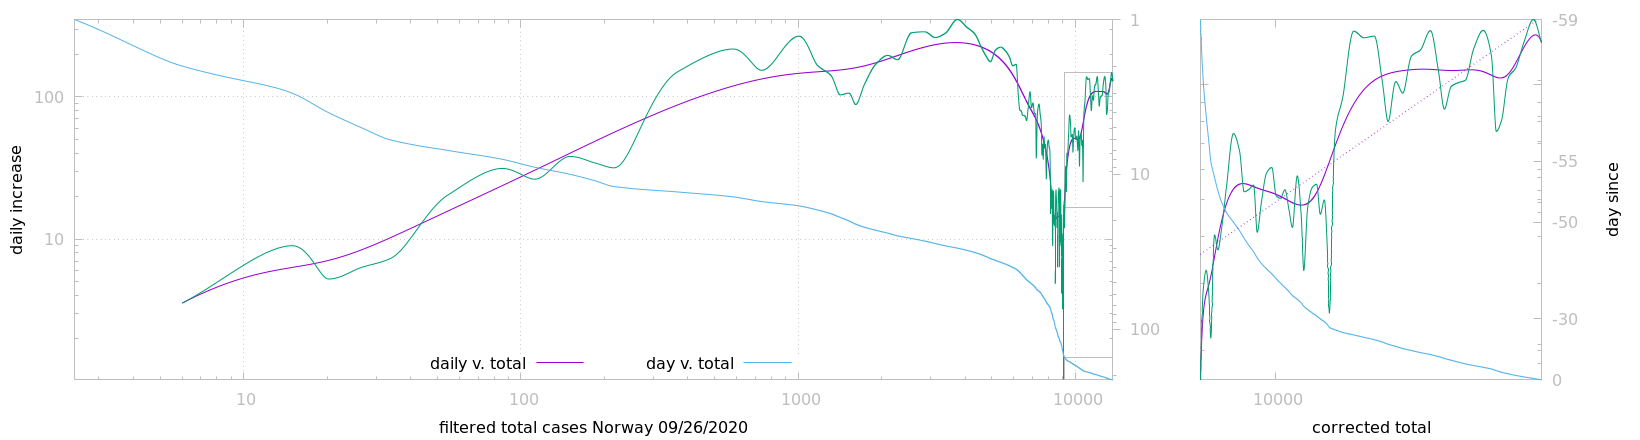 daily increase
100
10
1
10
100
daily v. total
day v. total
10
100
1000
10000
filtered total cases Norway 09/26/2020
-59
-55
-50
-30
0
day since
10000
corrected total